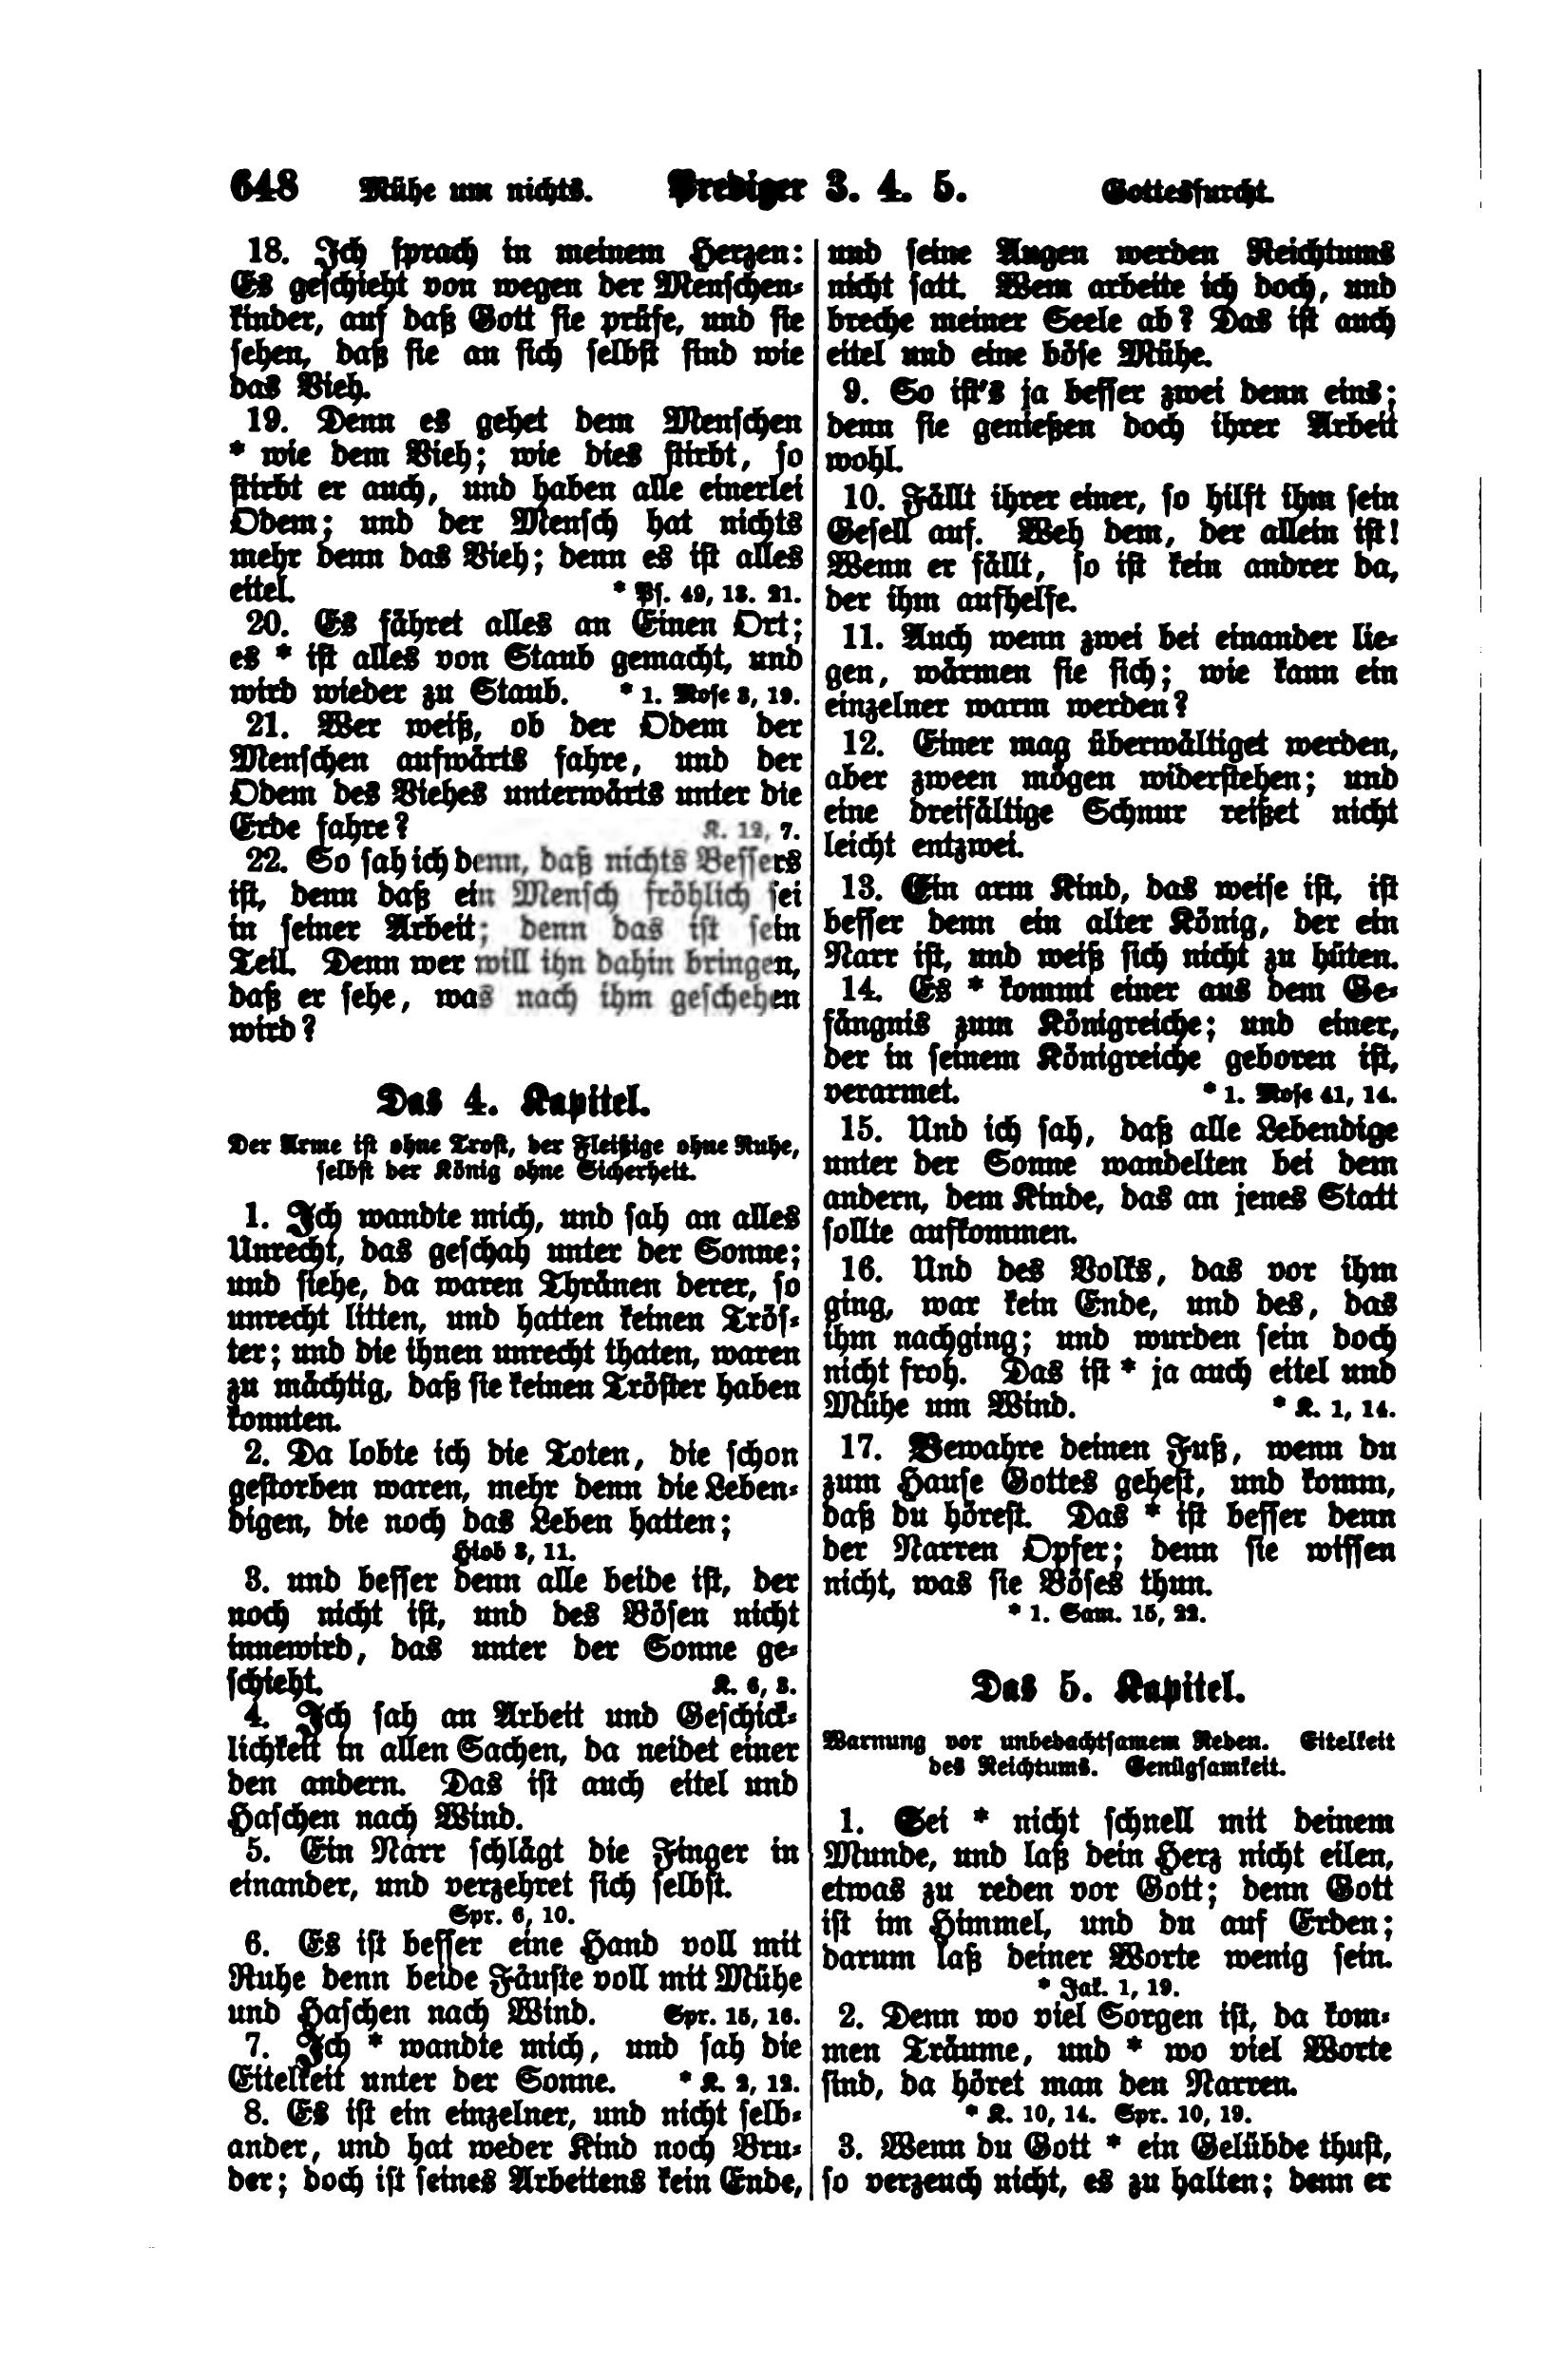 648 Mühe um nichts. Prediger 3. 4. 5. Gottesfurcht.
18. Ich sprach in meinem Herzen:
Es geschieht von wegen der Menschen-
kinder, auf daß Gott sie prüfe, und sie
sehen, daß sie an sich selbst sind wie
das Vieh.
19. Denn es gehet dem Menschen
* wie dem Vieh; wie dies stirbt, so
stirbt er auch, und haben alle einerlei
Odem; und der Mensch hat nichts
mehr denn das Vieh; denn es ist alles
eitel. * Ps. 49, 13. 21.
20. Es fähret alles an Einen Ort;
es * ist alles von Staub gemacht, und
wird wieder zu Staub. * 1. Mose 3, 19.
21. Wer weiß, ob der Odem der
Menschen aufwärts fahre, und der
Odem des Viehes unterwärts unter die
Erde fahre? K. 12, 7.
22. So sah ich denn, daß nichts Bessers
ist, denn daß ein Mensch fröhlich sei
in seiner Arbeit; denn das ist sein
Teil. Denn wer will ihn dahin bringen,
daß er sehe, was nach ihm geschehen
wird?
Das 4. Kapitel.
Der Arme ist ohne Trost, der Fleißige ohne Ruhe,
selbst der König ohne Sicherheit.
1. Ich wandte mich, und sah an alles
Unrecht, das geschah unter der Sonne;
und siehe, da waren Thränen derer, so
unrecht litten, und hatten keinen Trös-
ter; und die ihnen unrecht thaten, waren
zu mächtig, daß sie keinen Tröster haben
konnten.
2. Da lobte ich die Toten, die schon
gestorben waren, mehr denn die Leben-
digen, die noch das Leben hatten;
Hiob 3, 11.
3. und besser denn alle beide ist, der
noch nicht ist, und des Bösen nicht
innewird, das unter der Sonne ge-
schieht. K. 6, 3.
4. Ich sah an Arbeit und Geschick-
lichkeit in allen Sachen, da neidet einer
den andern. Das ist auch eitel und
Haschen nach Wind.
5. Ein Narr schlägt die Finger in
einander, und verzehret sich selbst.
Spr. 6, 10.
6. Es ist besser eine Hand voll mit
Ruhe denn beide Fäuste voll mit Mühe
und Haschen nach Wind. Spr. 15, 16.
7. Ich * wandte mich, und sah die
Eitelkeit unter der Sonne. * K. 2, 12.
8. Es ist ein einzelner, und nicht selb-
ander, und hat weder Kind noch Bru-
der; doch ist seines Arbeitens kein Ende,
und seine Augen werden Reichtums
nicht satt. Wem arbeite ich doch, und
breche meiner Seele ab? Das ist auch
eitel und eine böse Mühe.
9. So ist's ja besser zwei denn eins;
denn sie genießen doch ihrer Arbeit
wohl.
10. Fällt ihrer einer, so hilft ihm sein
Gesell auf. Weh dem, der allein ist!
Wenn er fällt, so ist kein andrer da,
der ihm aufhelfe.
11. Auch wenn zwei bei einander lie-
gen, wärmen sie sich; wie kann ein
einzelner warm werden?
12. Einer mag überwältiget werden,
aber zween mögen widerstehen; und
eine dreifältige Schnur reißet nicht
leicht entzwei.
13. Ein arm Kind, das weise ist, ist
besser denn ein alter König, der ein
Narr ist, und weiß sich nicht zu hüten.
14. Es * kommt einer aus dem Ge-
fängnis zum Königreiche; und einer,
der in seinem Königreiche geboren ist,
verarmet. * 1. Mose 41, 14.
15. Und ich sah, daß alle Lebendige
unter der Sonne wandelten bei dem
andern, dem Kinde, das an jenes Statt
sollte aufkommen.
16. Und des Volks, das vor ihm
ging, war kein Ende, und des, das
ihm nachging; und wurden sein doch
nicht froh. Das ist * ja auch eitel und
Mühe um Wind. * K. 1, 14.
17. Bewahre deinen Fuß, wenn du
zum Hause Gottes gehest, und komm,
daß du hörest. Das * ist besser denn
der Narren Opfer; denn sie wissen
nicht, was sie Böses thun.
* 1. Sam. 15, 22.
Das 5. Kapitel.
Warnung vor unbedachtsamem Reden. Eitelkeit
des Reichtums. Genügsamkeit.
1. Sei * nicht schnell mit deinem
Munde, und laß dein Herz nicht eilen,
etwas zu reden vor Gott; denn Gott
ist im Himmel, und du auf Erden;
darum laß deiner Worte wenig sein.
* Jak. 1, 19.
2. Denn wo viel Sorgen ist, da kom-
men Träume, und * wo viel Worte
sind, da höret man den Narren.
* K. 10, 14. Spr. 10, 19.
3. Wenn du Gott * ein Gelübde thust,
so verzeuch nicht, es zu halten; denn er